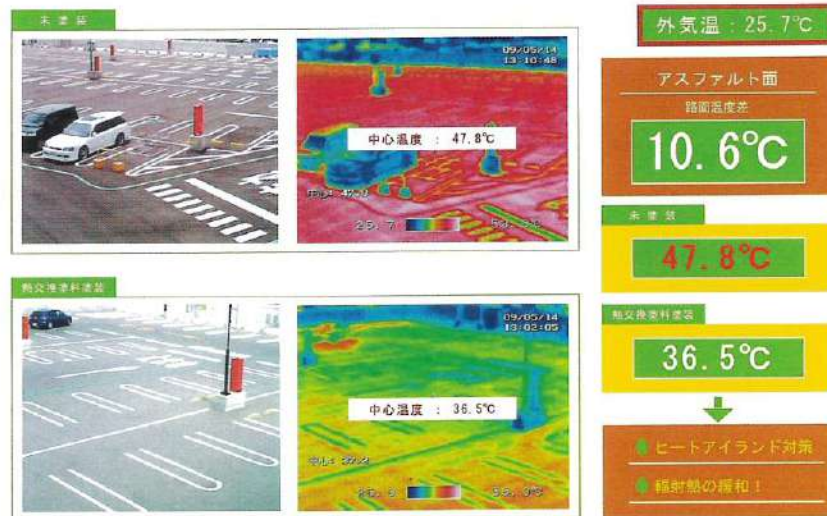 未塗装
09/05/14
13:10:48
中心温度 : 47.8℃
25.7
熱交換塗料塗装
09/05/14
13:02:05
中心温度 : 36.5℃
外気温：25.7℃
アスファルト面
路面温度差
10.6℃
未塗装
47.8℃
熱交換塗料塗装
36.5℃
ヒートアイランド対策
輻射熱の緩和！